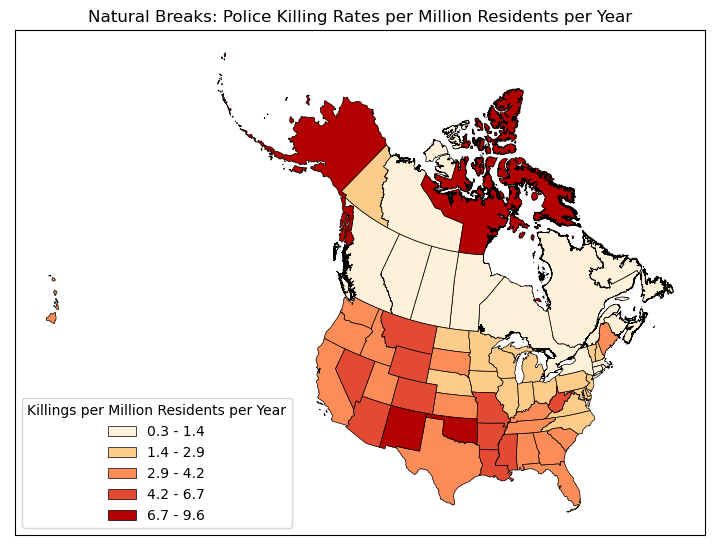 Natural Breaks: Police Killing Rates per Million Residents per Year
Killings per Million Residents per Year
0.3 - 1.4
1.4 - 2.9
2.9 - 4.2
4.2 - 6.7
6.7 - 9.6